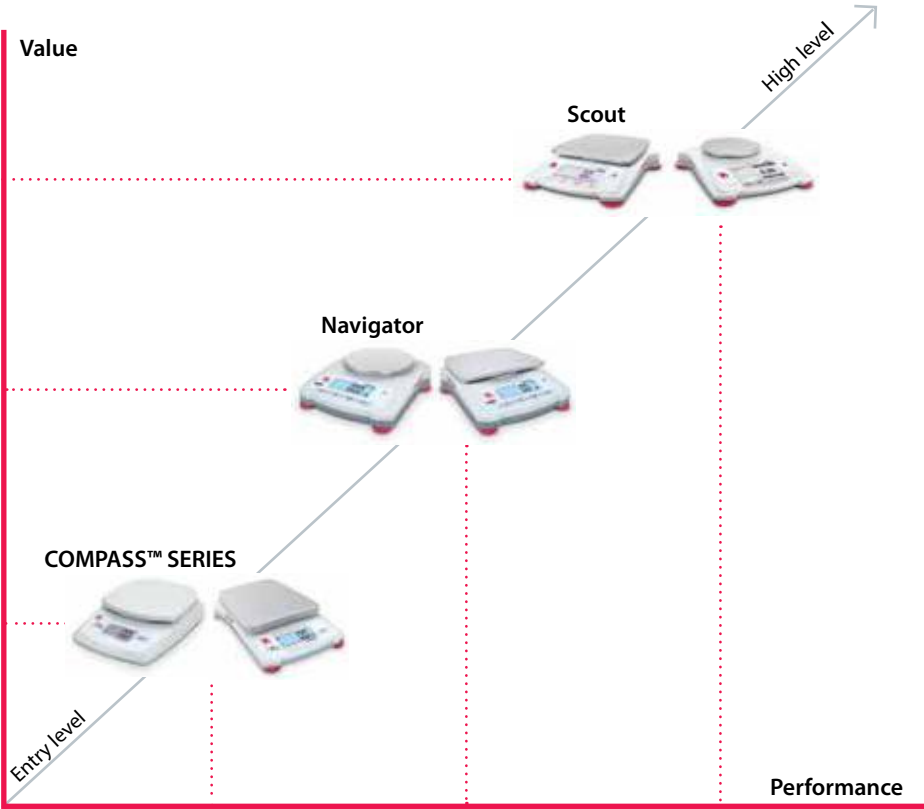 Value
High level
Scout
Navigator
COMPASS™ SERIES
Entry level
Performance